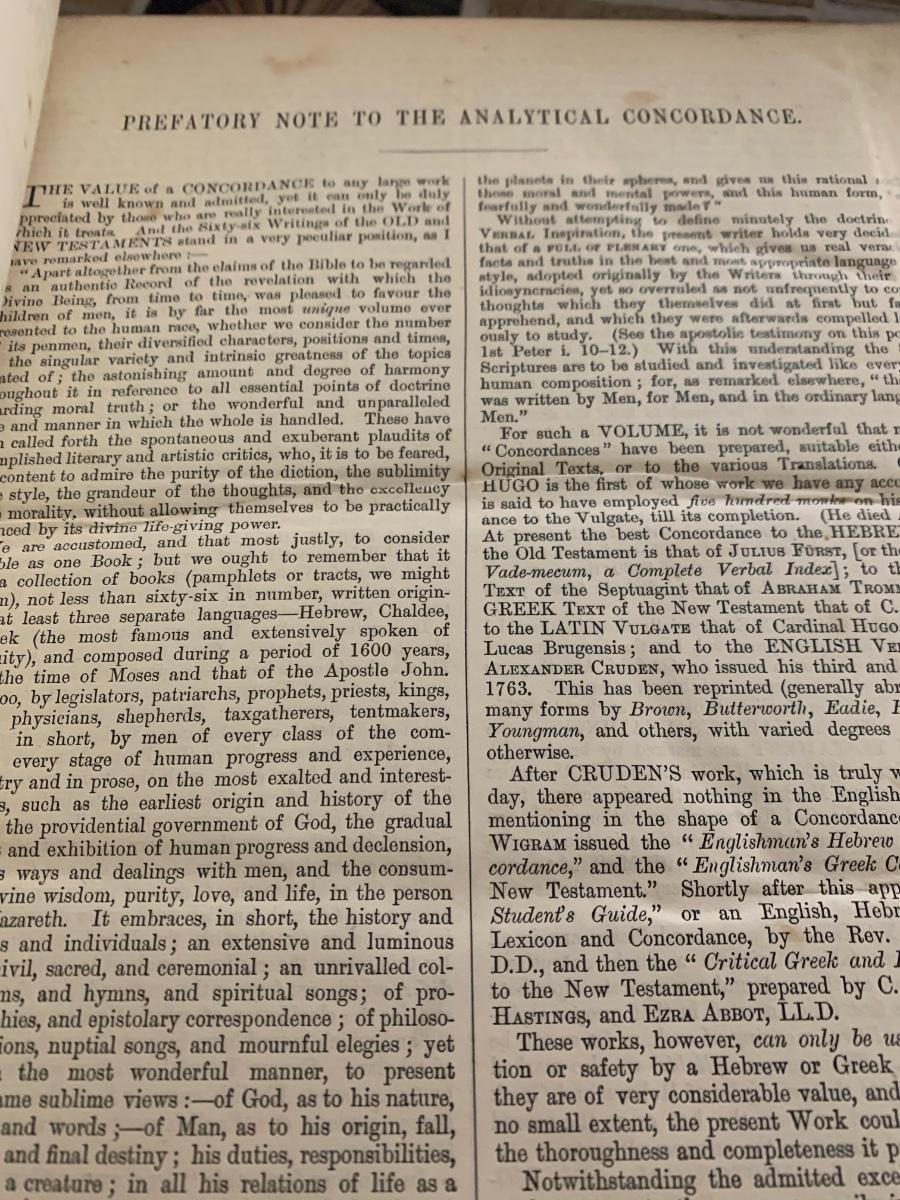 PREFATORY NOTE TO THE ANALYTICAL CONCORDANCE.
THE VALUE of a CONCORDANCE to any large work
is well known and admitted, yet it can only be duly
ppreciated by those who are really interested in the Work of
hich it treats. And the Sixty-six Writings of the OLD and
NEW TESTAMENTS stand in a very peculiar position, as I
ave remarked elsewhere :—
"Apart altogether from the claims of the Bible to be regarded
s an authentic Record of the revelation with which the
Divine Being, from time to time, was pleased to favour the
hildren of men, it is by far the most unique volume ever
resented to the human race, whether we consider the number
its penmen, their diversified characters, positions and times,
the singular variety and intrinsic greatness of the topics
ated of; the astonishing amount and degree of harmony
oughout it in reference to all essential points of doctrine
arding moral truth; or the wonderful and unparalleled
e and manner in which the whole is handled. These have
n called forth the spontaneous and exuberant plaudits of
mplished literary and artistic critics, who, it is to be feared,
content to admire the purity of the diction, the sublimity
e style, the grandeur of the thoughts, and the excellency
e morality, without allowing themselves to be practically
nced by its divine life-giving power.
e are accustomed, and that most justly, to consider
ble as one Book; but we ought to remember that it
a collection of books (pamphlets or tracts, we might
m), not less than sixty-six in number, written origin-
at least three separate languages—Hebrew, Chaldee,
ek (the most famous and extensively spoken of
uity), and composed during a period of 1600 years,
the time of Moses and that of the Apostle John.
oo, by legislators, patriarchs, prophets, priests, kings,
physicians, shepherds, taxgatherers, tentmakers,
in short, by men of every class of the com-
every stage of human progress and experience,
try and in prose, on the most exalted and interest-
s, such as the earliest origin and history of the
the providential government of God, the gradual
s and exhibition of human progress and declension,
s ways and dealings with men, and the consum-
vine wisdom, purity, love, and life, in the person
azareth. It embraces, in short, the history and
s and individuals; an extensive and luminous
ivil, sacred, and ceremonial; an unrivalled col-
ms, and hymns, and spiritual songs; of pro-
hies, and epistolary correspondence; of philoso-
ions, nuptial songs, and mournful elegies; yet
the most wonderful manner, to present
ame sublime views:—of God, as to his nature,
and words;—of Man, as to his origin, fall,
and final destiny; his duties, responsibilities,
a creature; in all his relations of life as a
the planets in their spheres, and gives us this rational
those moral and mental powers, and this human form,
fearfully and wonderfully made?"
Without attempting to define minutely the doctrin
VERBAL Inspiration, the present writer holds very decid
that of a FULL or PLENARY one, which gives us real vera
facts and truths in the best and most appropriate language
style, adopted originally by the Writers through their
idiosyncracies, yet so overruled as not unfrequently to co
thoughts which they themselves did at first but fa
apprehend, and which they were afterwards compelled l
ously to study. (See the apostolic testimony on this po
1st Peter i. 10–12.) With this understanding the
Scriptures are to be studied and investigated like ever
human composition; for, as remarked elsewhere, "th
was written by Men, for Men, and in the ordinary lang
Men."
For such a VOLUME, it is not wonderful that
"Concordances" have been prepared, suitable eith
Original Texts, or to the various Translations.
HUGO is the first of whose work we have any acco
is said to have employed five hundred monks on his
ance to the Vulgate, till its completion. (He died
At present the best Concordance to the HEBRE
the Old Testament is that of JULIUS FÜRST, [or the
Vade-mecum, a Complete Verbal Index]; to th
TEXT of the Septuagint that of ABRAHAM TROMM
GREEK TEXT of the New Testament that of C.
to the LATIN VULGATE that of Cardinal HUGO
Lucas Brugensis; and to the ENGLISH VE
ALEXANDER CRUDEN, who issued his third and
1763. This has been reprinted (generally abr
many forms by Brown, Butterworth, Eadie,
Youngman, and others, with varied degrees
otherwise.
After CRUDEN'S work, which is truly w
day, there appeared nothing in the English
mentioning in the shape of a Concordanc
WIGRAM issued the "Englishman's Hebrew
cordance," and the "Englishman's Greek C
New Testament." Shortly after this app
Student's Guide," or an English, Hebr
Lexicon and Concordance, by the Rev.
D.D., and then the "Critical Greek and
to the New Testament," prepared by C.
HASTINGS, and EZRA ABBOT, LL.D.
These works, however, can only be us
tion or safety by a Hebrew or Greek
they are of very considerable value, and
no small extent, the present Work coul
the thoroughness and completeness it p
Notwithstanding the admitted exce